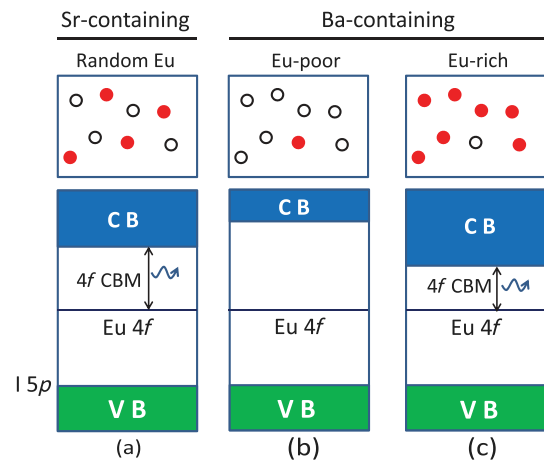 Sr-containing
Ba-containing
Random Eu
Eu-poor
Eu-rich
C B
C B
C B
4f CBM
4f CBM
Eu 4f
Eu 4f
Eu 4f
I 5p
V B
V B
V B
(a)
(b)
(c)